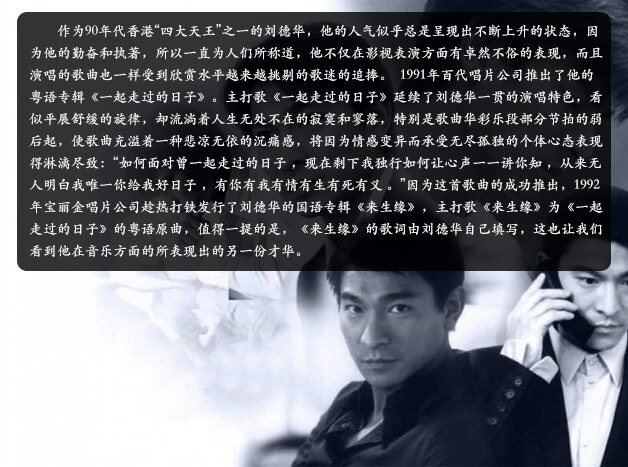 作为90年代香港“四大天王”之一的刘德华，他的人气似乎总是呈现出不断上升的状态，因
为他的勤奋和执著，所以一直为人们所称道，他不仅在影视表演方面有卓然不俗的表现，而且
演唱的歌曲也一样受到欣赏水平越来越挑剔的歌迷的追捧。 1991年百代唱片公司推出了他的
粤语专辑《一起走过的日子》。主打歌《一起走过的日子》延续了刘德华一贯的演唱特色，看
似平展舒缓的旋律，却流淌着人生无处不在的寂寞和寥落，特别是歌曲华彩乐段部分节拍的弱
后起，使歌曲充溢着一种悲凉无依的沉痛感，将因为情感变异而承受无尽孤独的个体心态表现
得淋漓尽致：“如何面对曾一起走过的日子 ，现在剩下我独行如何让心声一一讲你知 ，从来无
人明白我唯一你给我好日子 ，有你有我有情有生有死有义 。”因为这首歌曲的成功推出，1992
年宝丽金唱片公司趁热打铁发行了刘德华的国语专辑《来生缘》，主打歌《来生缘》为《一起
走过的日子》的粤语原曲，值得一提的是，《来生缘》的歌词由刘德华自己填写，这也让我们
看到他在音乐方面的所表现出的另一份才华。